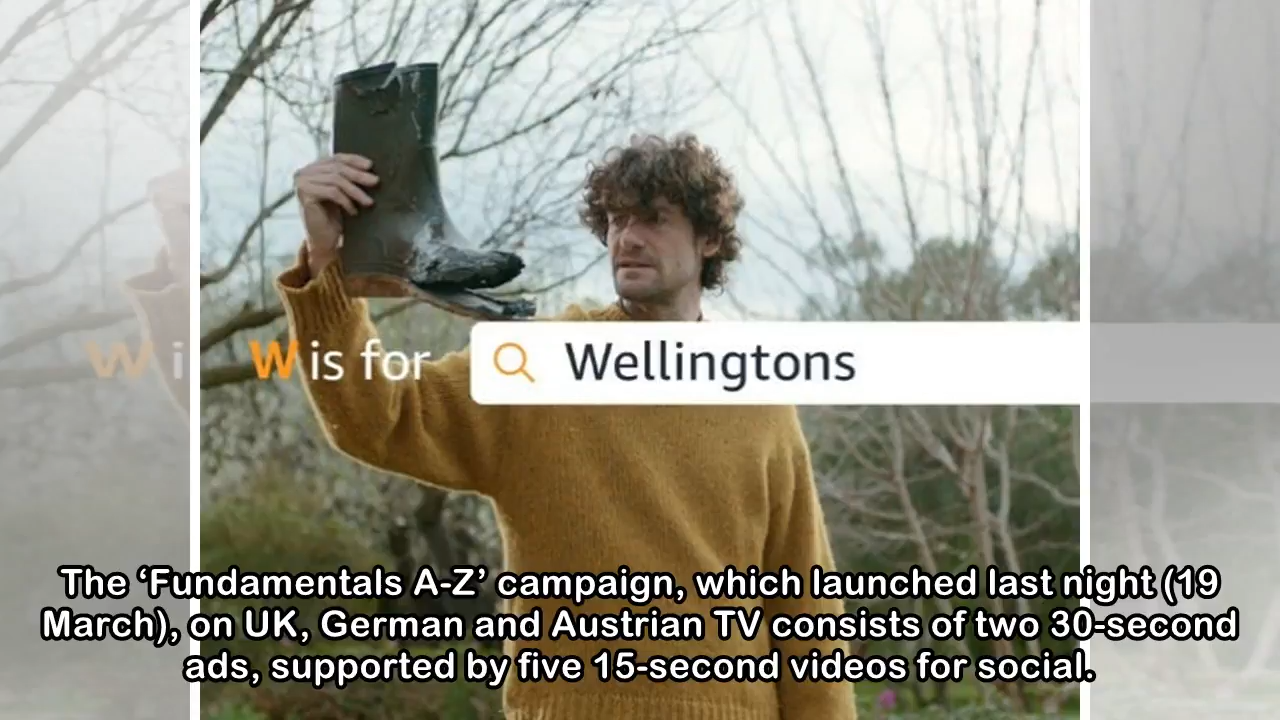 W is for Wellingtons
The ‘Fundamentals A-Z’ campaign, which launched last night (19
March), on UK, German and Austrian TV consists of two 30-second
ads, supported by five 15-second videos for social.